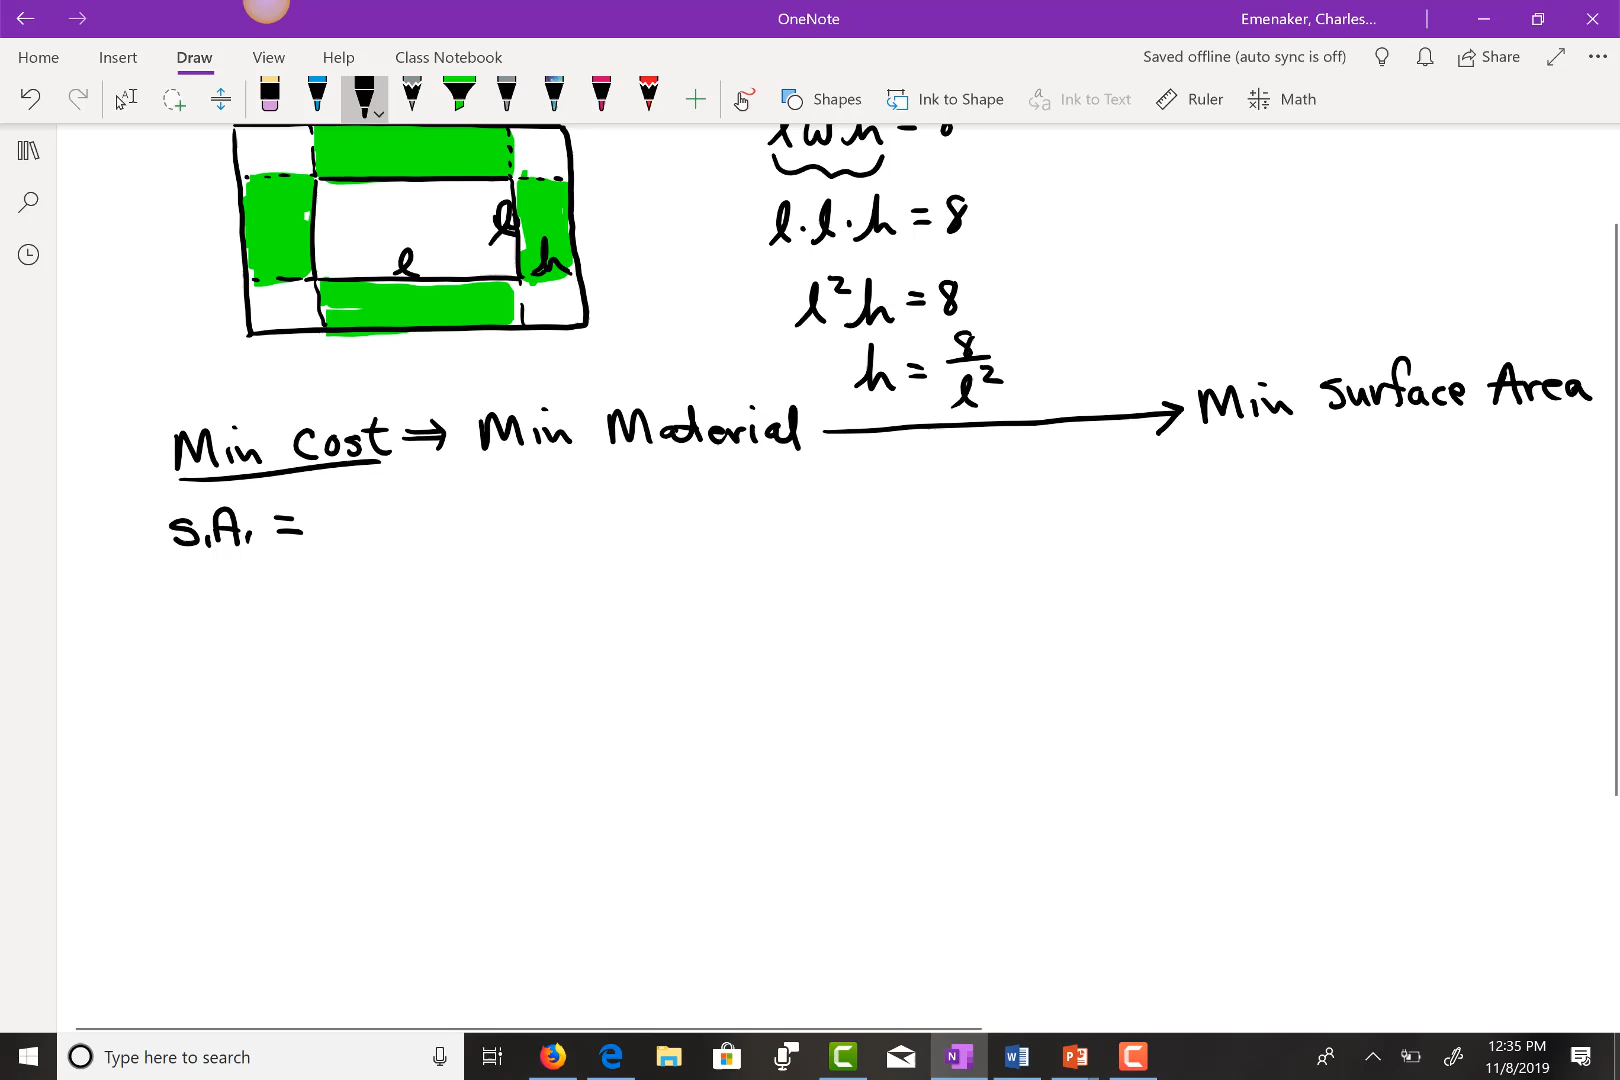 OneNote
Emenaker, Charles...
Home Insert Draw View Help Class Notebook
Saved offline (auto sync is off)
Share
Shapes
Ink to Shape
Ink to Text
Ruler
Math
l w h = 8
l · l · h = 8
l² h = 8
h = 8/l²
l
l
h
Min Cost ⇒ Min Material → Min Surface Area
S.A. =
Type here to search
12:35 PM
11/8/2019